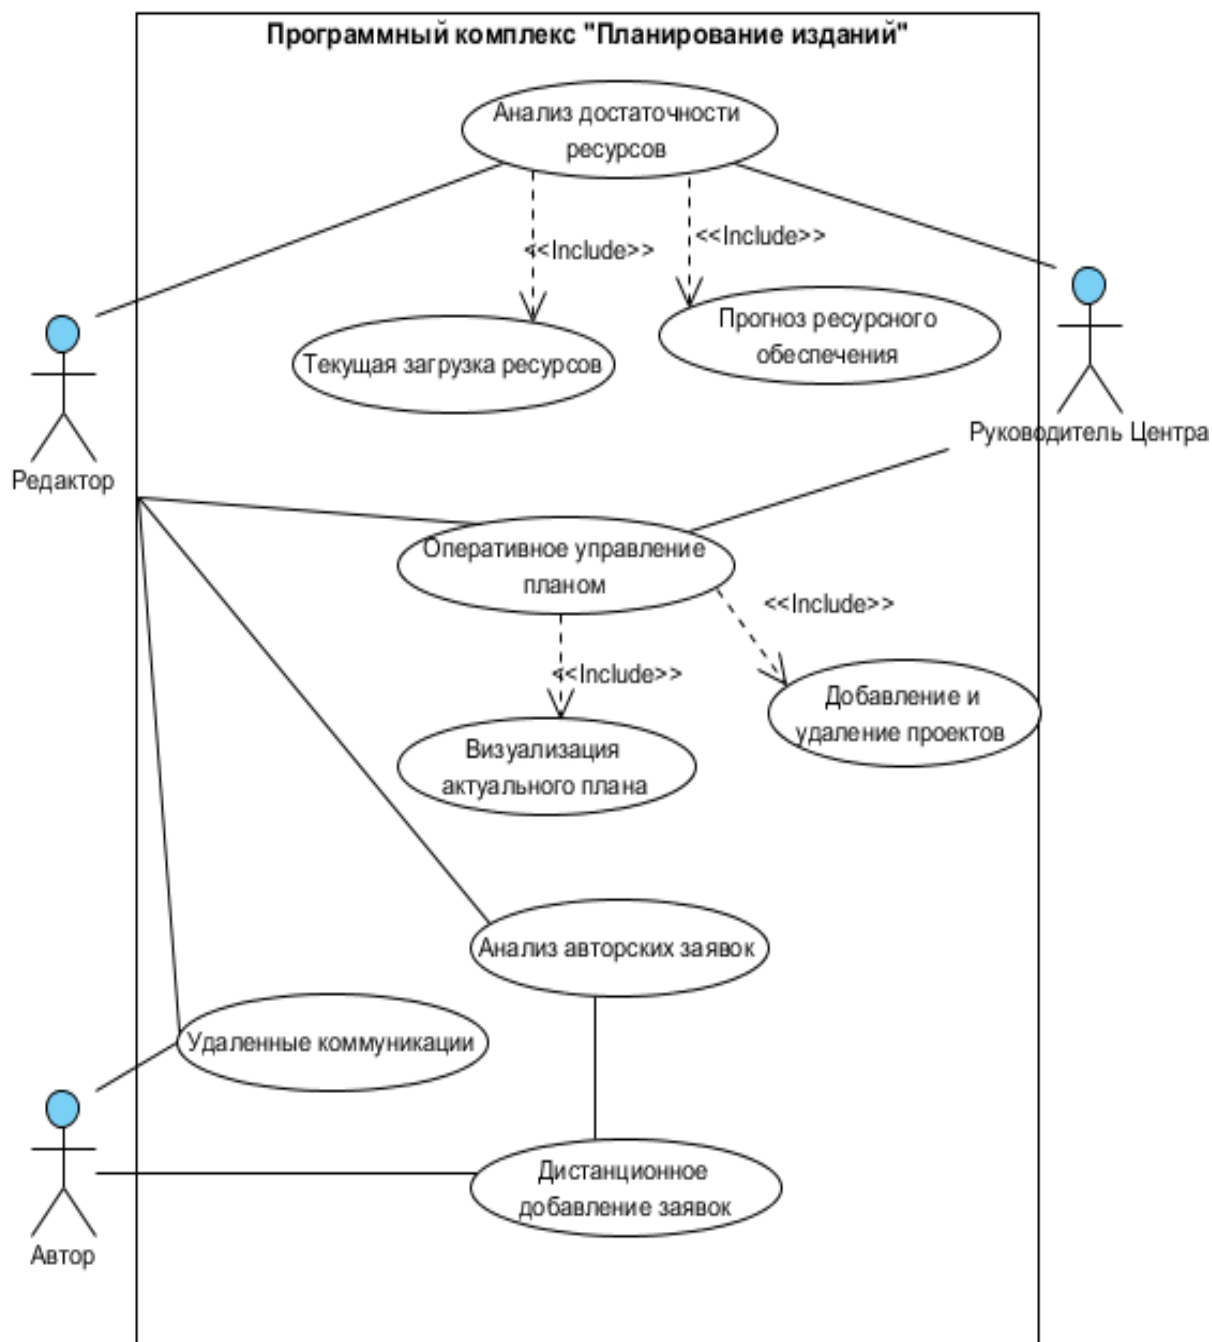 Программный комплекс "Планирование изданий"
Анализ достаточности
ресурсов
<<Include>>
<<Include>>
Текущая загрузка ресурсов
Прогноз ресурсного
обеспечения
Редактор
Руководитель Центра
Оперативное управление
планом
<<Include>>
<<Include>>
Добавление и
удаление проектов
Визуализация
актуального плана
Анализ авторских заявок
Удаленные коммуникации
Дистанционное
добавление заявок
Автор